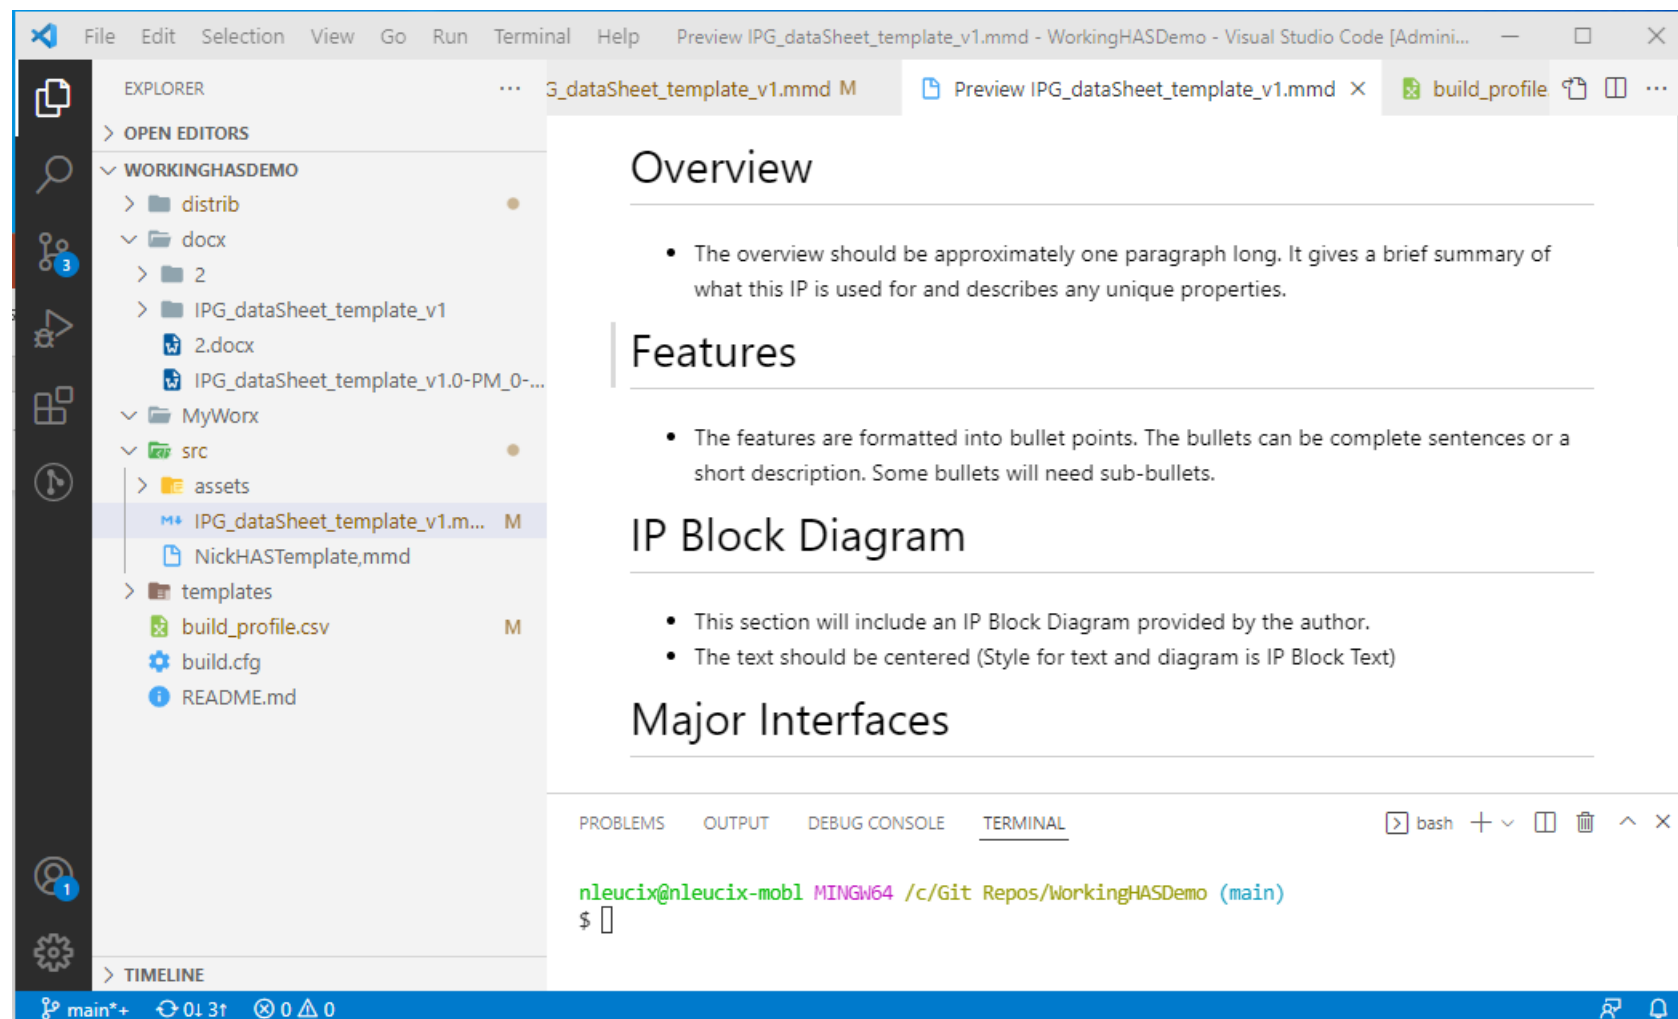 File Edit Selection View Go Run Terminal Help Preview IPG_dataSheet_template_v1.mmd - WorkingHASDemo - Visual Studio Code [Admini...
EXPLORER ···
G_dataSheet_template_v1.mmd M Preview IPG_dataSheet_template_v1.mmd build_profile
OPEN EDITORS
WORKINGHASDEMO
distrib
docx
2
IPG_dataSheet_template_v1
2.docx
IPG_dataSheet_template_v1.0-PM_0-...
MyWorx
src
assets
IPG_dataSheet_template_v1.m... M
NickHASTemplate,mmd
templates
build_profile.csv M
build.cfg
README.md
TIMELINE
3
1
Overview
• The overview should be approximately one paragraph long. It gives a brief summary of
what this IP is used for and describes any unique properties.
Features
• The features are formatted into bullet points. The bullets can be complete sentences or a
short description. Some bullets will need sub-bullets.
IP Block Diagram
• This section will include an IP Block Diagram provided by the author.
• The text should be centered (Style for text and diagram is IP Block Text)
Major Interfaces
PROBLEMS OUTPUT DEBUG CONSOLE TERMINAL bash
nleucix@nleucix-mobl MINGW64 /c/Git Repos/WorkingHASDemo (main)
$
main*+ 0↓ 3↑ 0 0